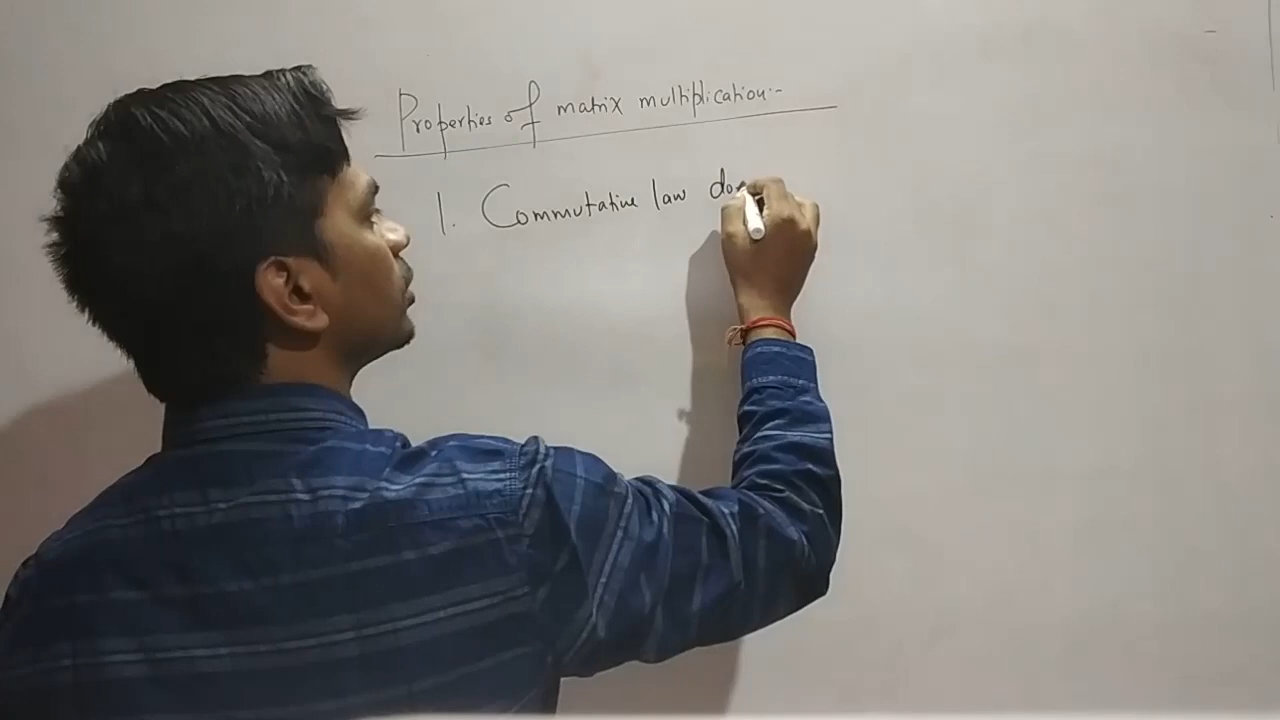 Properties of matrix multiplication:-
1. Commutative law do